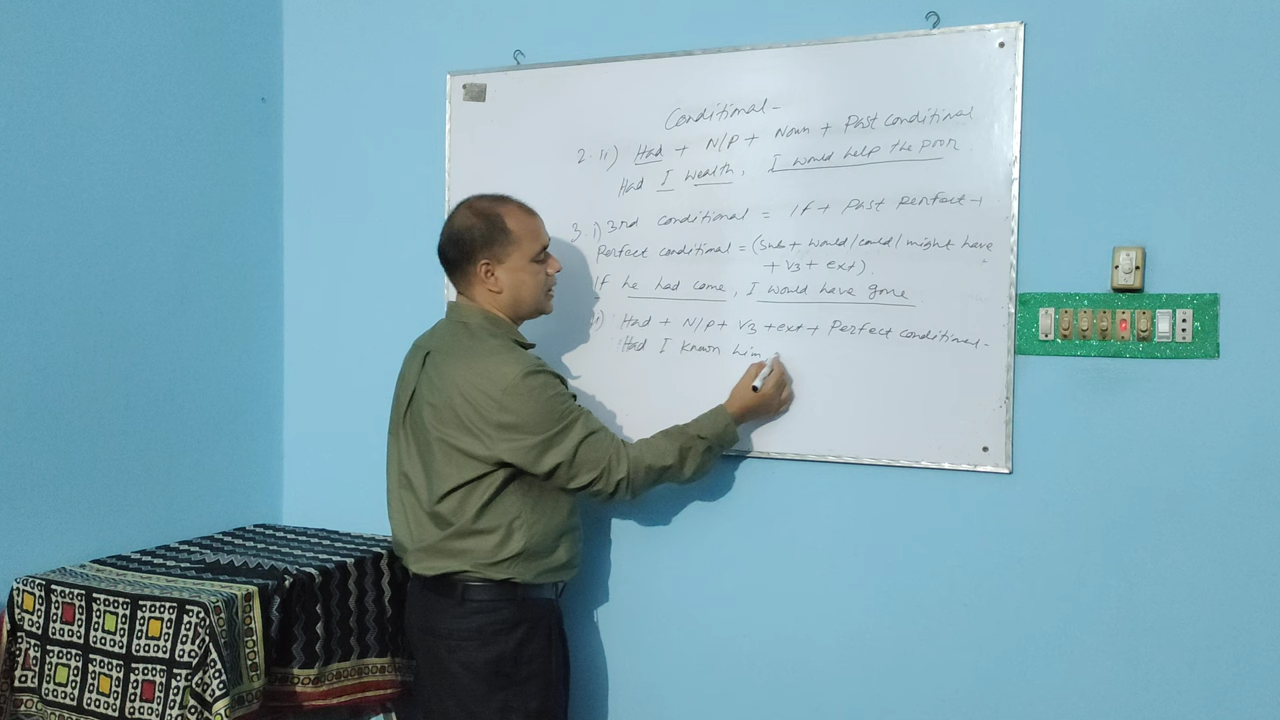 Conditional -
2. ii) Had + N/P + Noun + Past conditional
Had I wealth, I would help the poor.
3. i) 3rd conditional = If + Past Perfect +
Perfect conditional = (Sub + would/could/might have
+ V3 + ext).
If he had come, I would have gone
ii) Had + N/P + V3 + ext + Perfect conditional -
Had I known him